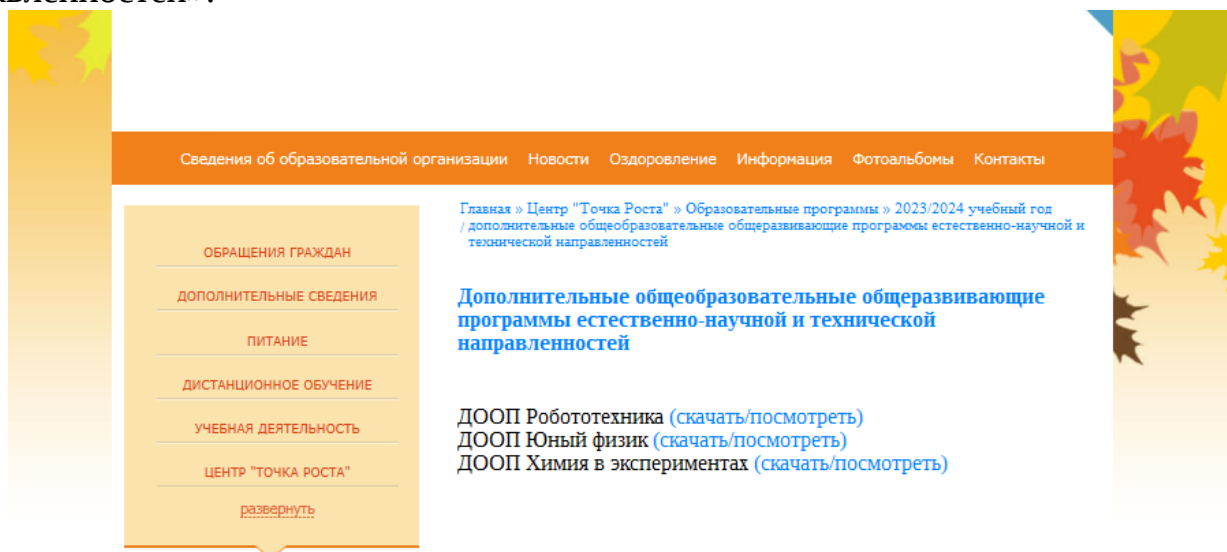 Сведения об образовательной организации Новости Оздоровление Информация Фотоальбомы Контакты
ОБРАЩЕНИЯ ГРАЖДАН
ДОПОЛНИТЕЛЬНЫЕ СВЕДЕНИЯ
ПИТАНИЕ
ДИСТАНЦИОННОЕ ОБУЧЕНИЕ
УЧЕБНАЯ ДЕЯТЕЛЬНОСТЬ
ЦЕНТР "ТОЧКА РОСТА"
развернуть
Главная » Центр "Точка Роста" » Образовательные программы » 2023/2024 учебный год
/ дополнительные общеобразовательные общеразвивающие программы естественно-научной и
технической направленностей
Дополнительные общеобразовательные общеразвивающие
программы естественно-научной и технической
направленностей
ДООП Робототехника (скачать/посмотреть)
ДООП Юный физик (скачать/посмотреть)
ДООП Химия в экспериментах (скачать/посмотреть)